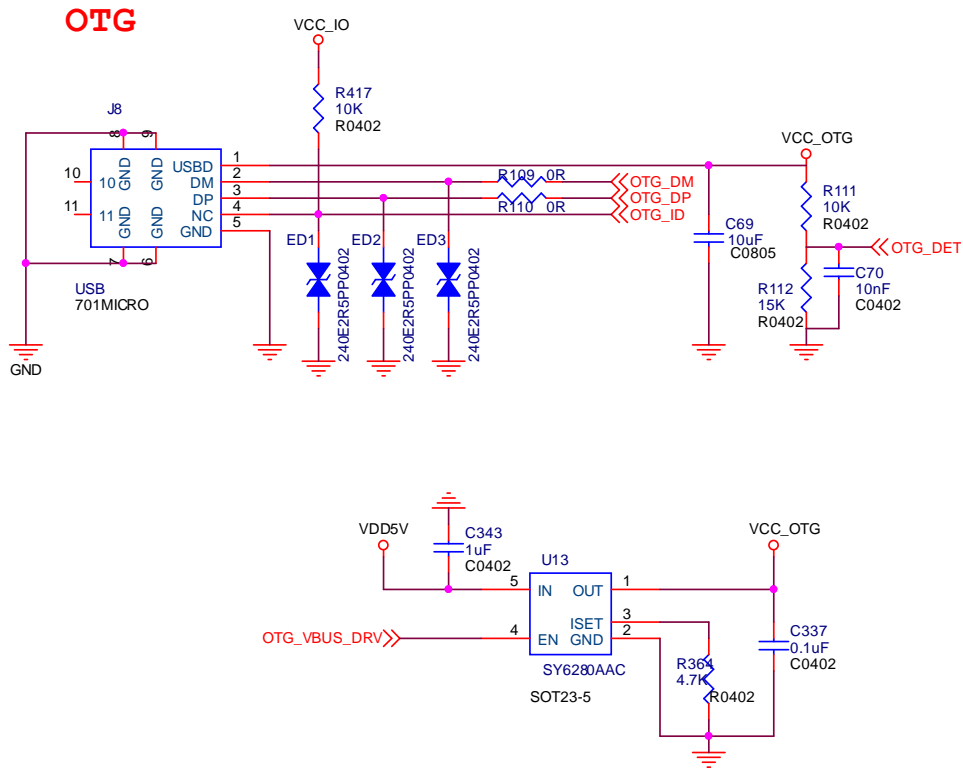 OTG
VCC_IO
R417
10K
R0402
J8
8
9
GND
GND
USBD
1
DM
2
DP
3
NC
4
GND
5
10
10
11
11
GND
GND
7
6
USB
701MICRO
GND
R109 0R
R110 0R
OTG_DM
OTG_DP
OTG_ID
ED1
240E2R5PP0402
ED2
240E2R5PP0402
ED3
240E2R5PP0402
C69
10uF
C0805
VCC_OTG
R111
10K
R0402
OTG_DET
R112
15K
R0402
C70
10nF
C0402
VDD5V
C343
1uF
C0402
U13
5
IN
OUT
1
ISET
3
4
EN
GND
2
OTG_VBUS_DRV
SY6280AAC
SOT23-5
R364
4.7K
R0402
VCC_OTG
C337
0.1uF
C0402